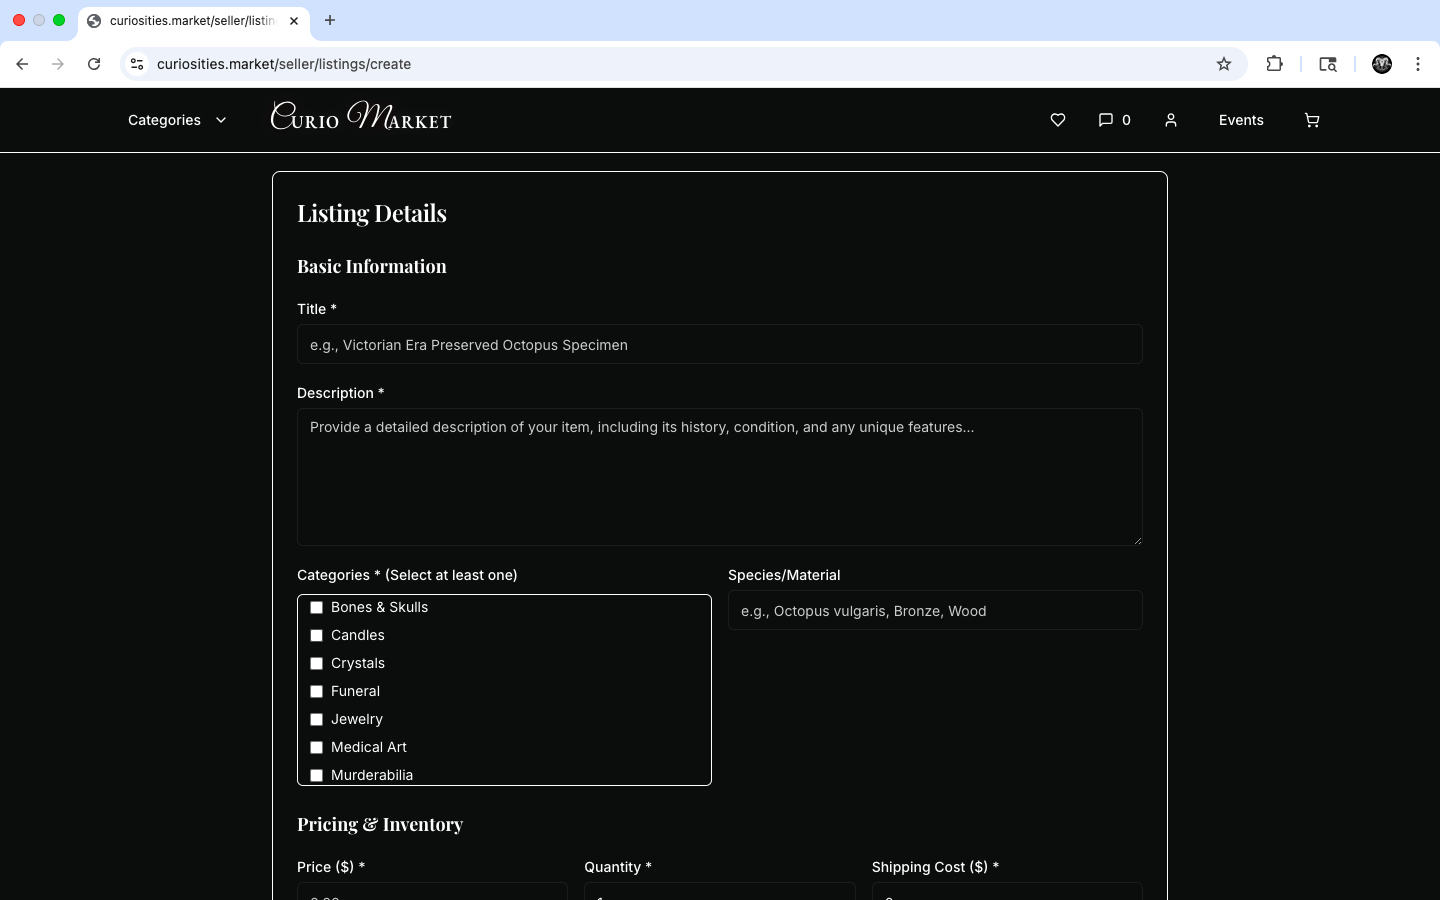 curiosities.market/seller/listin
curiosities.market/seller/listings/create
Categories
Curio Market
0
Events
Listing Details
Basic Information
Title *
e.g., Victorian Era Preserved Octopus Specimen
Description *
Provide a detailed description of your item, including its history, condition, and any unique features...
Categories * (Select at least one)
Species/Material
Bones & Skulls
e.g., Octopus vulgaris, Bronze, Wood
Candles
Crystals
Funeral
Jewelry
Medical Art
Murderabilia
Pricing & Inventory
Price ($) *
Quantity *
Shipping Cost ($) *